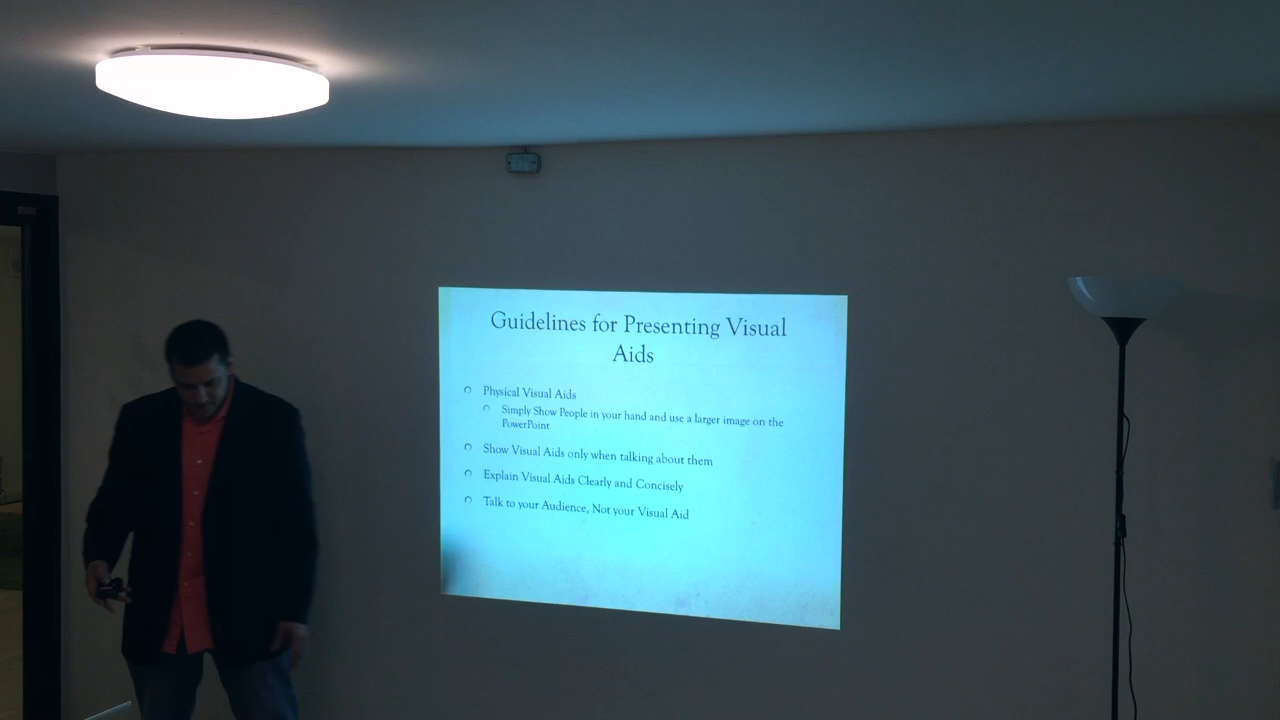 Guidelines for Presenting Visual
Aids
Physical Visual Aids
Simply Show People in your hand and use a larger image on the
PowerPoint
Show Visual Aids only when talking about them
Explain Visual Aids Clearly and Concisely
Talk to your Audience, Not your Visual Aid